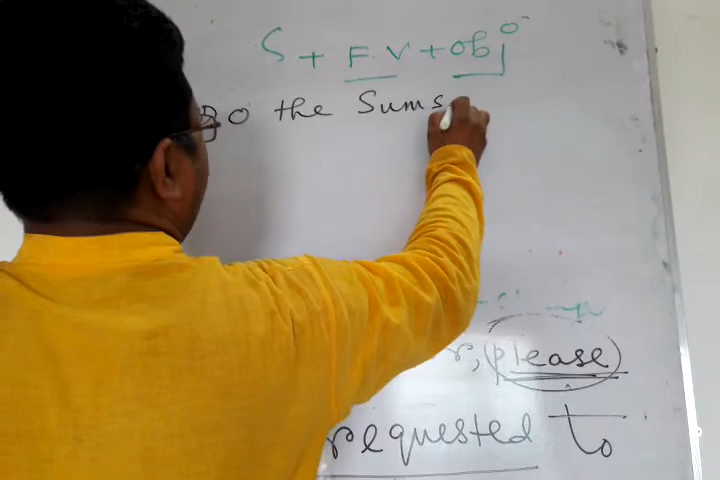 S + F.V + obj
Do the Sums
, (please)
requested to